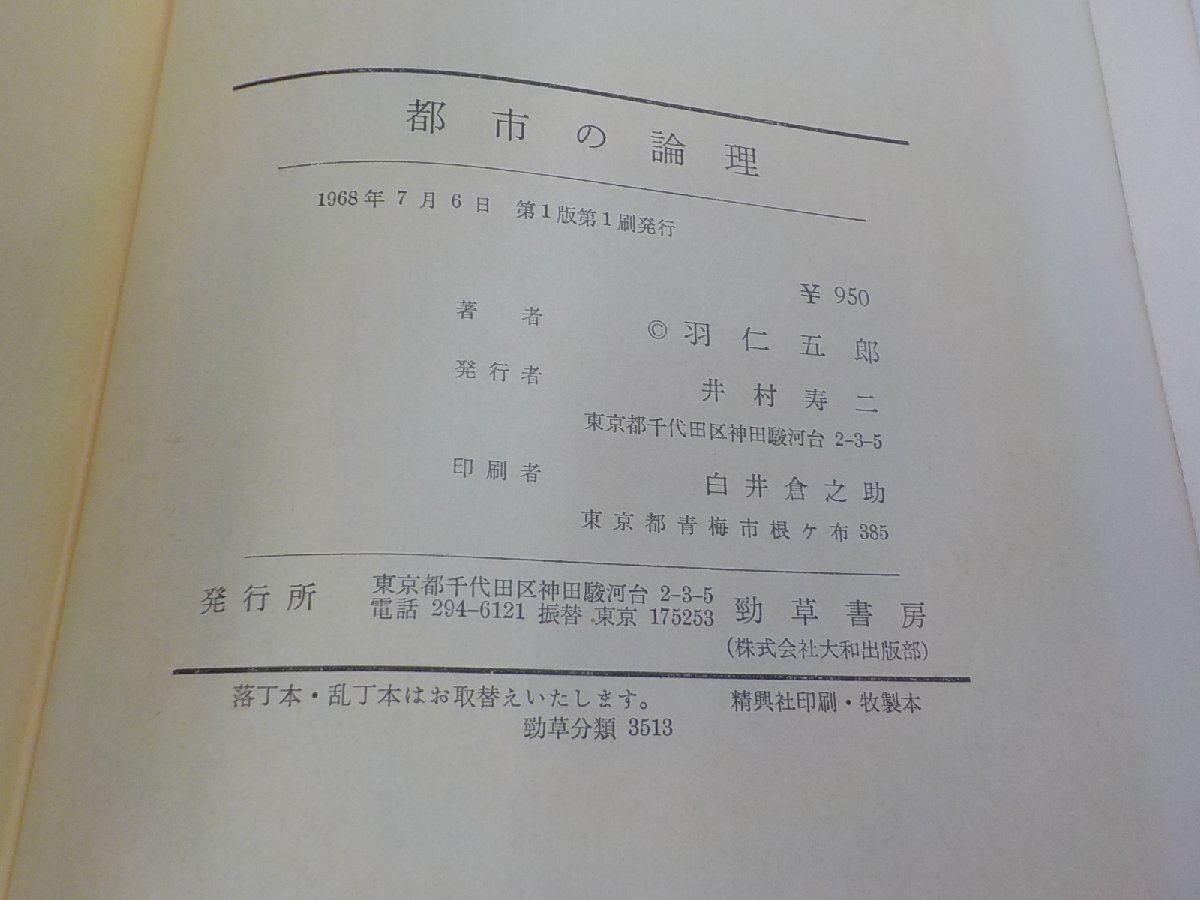 都市の論理
1968年7月6日 第1版第1刷発行
¥ 950
著者 © 羽仁五郎
発行者 井村寿二
東京都千代田区神田駿河台 2-3-5
印刷者 白井倉之助
東京都青梅市根ヶ布 385
発行所 東京都千代田区神田駿河台 2-3-5
電話 294-6121 振替 東京 175253 勁草書房
(株式会社大和出版部)
落丁本・乱丁本はお取替えいたします。 精興社印刷・牧製本
勁草分類 3513